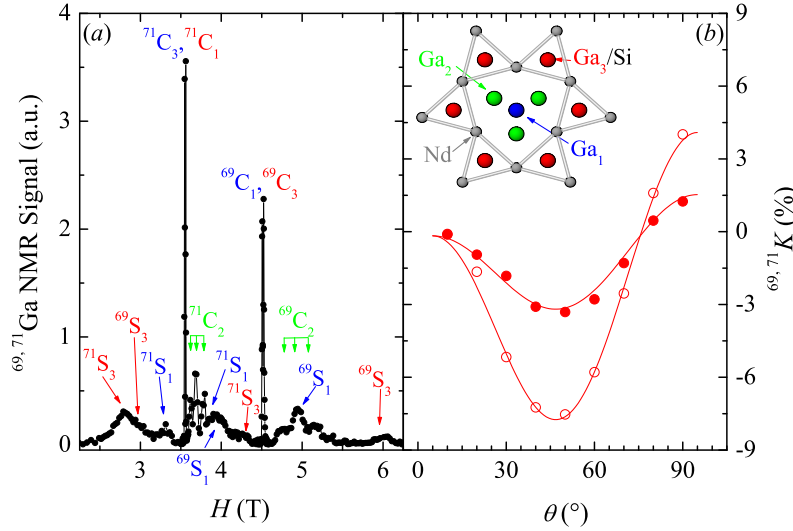 (a)
⁷¹C₃, ⁷¹C₁
⁶⁹C₁, ⁶⁹C₃
⁶⁹S₃
⁷¹S₃
⁷¹S₁
⁷¹C₂
⁷¹S₁
⁷¹S₃
⁶⁹S₁
⁶⁹C₂
⁶⁹S₁
⁶⁹S₃
⁶⁹,⁷¹Ga NMR Signal (a.u.)
4
3
2
1
0
3 4 5 6
H (T)
(b)
Ga₃/Si
Ga₂
Nd
Ga₁
9
6
3
0
-3
-6
-9
⁶⁹,⁷¹K (%)
0 30 60 90
θ (°)